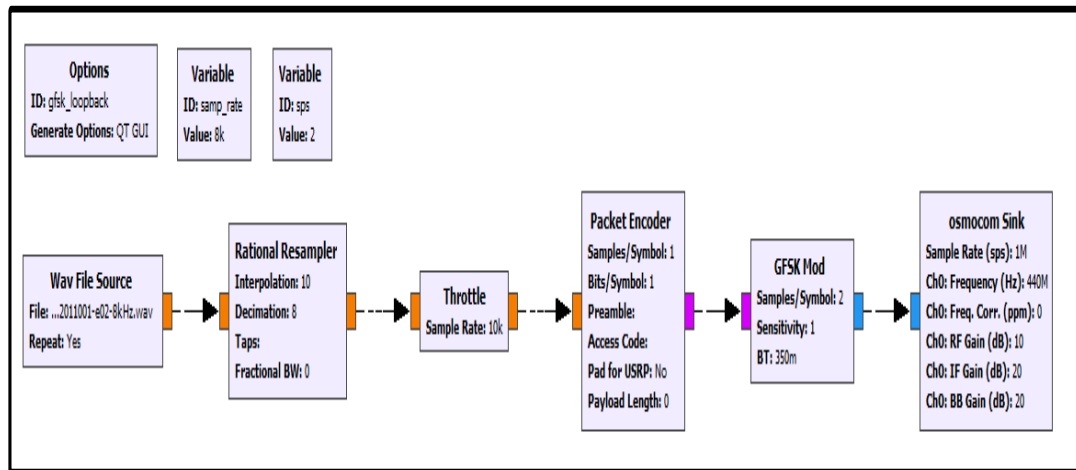 Options
ID: gfsk_loopback
Generate Options: QT GUI
Variable
ID: samp_rate
Value: 8k
Variable
ID: sps
Value: 2
Wav File Source
File: ...2011001-e02-8kHz.wav
Repeat: Yes
Rational Resampler
Interpolation: 10
Decimation: 8
Taps:
Fractional BW: 0
Throttle
Sample Rate: 10k
Packet Encoder
Samples/Symbol: 1
Bits/Symbol: 1
Preamble:
Access Code:
Pad for USRP: No
Payload Length: 0
GFSK Mod
Samples/Symbol: 2
Sensitivity: 1
BT: 350m
osmocom Sink
Sample Rate (sps): 1M
Ch0: Frequency (Hz): 440M
Ch0: Freq. Corr. (ppm): 0
Ch0: RF Gain (dB): 10
Ch0: IF Gain (dB): 20
Ch0: BB Gain (dB): 20